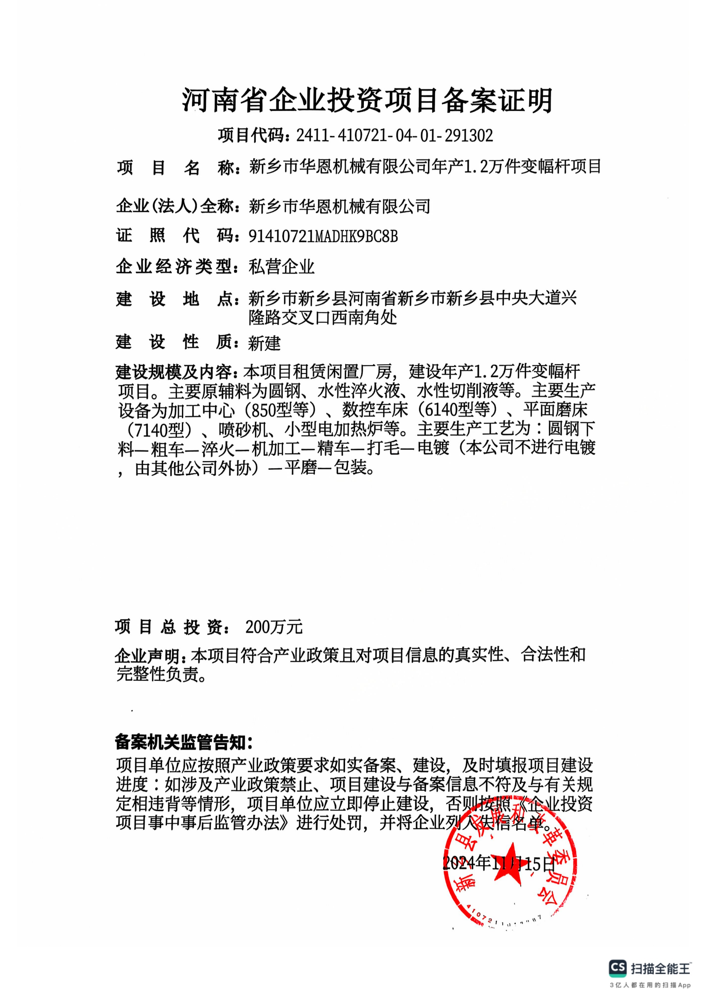 河南省企业投资项目备案证明
项目代码：2411-410721-04-01-291302
项目名称：新乡市华恩机械有限公司年产1.2万件变幅杆项目
企业(法人)全称：新乡市华恩机械有限公司
证照代码：91410721MADHK9BC8B
企业经济类型：私营企业
建设地点：新乡市新乡县河南省新乡市新乡县中央大道兴
隆路交叉口西南角处
建设性质：新建
建设规模及内容：本项目租赁闲置厂房，建设年产1.2万件变幅杆
项目。主要原辅料为圆钢、水性淬火液、水性切削液等。主要生产
设备为加工中心（850型等）、数控车床（6140型等）、平面磨床
（7140型）、喷砂机、小型电加热炉等。主要生产工艺为：圆钢下
料—粗车—淬火—机加工—精车—打毛—电镀（本公司不进行电镀
，由其他公司外协）—平磨—包装。
项目总投资：200万元
企业声明：本项目符合产业政策且对项目信息的真实性、合法性和
完整性负责。
备案机关监管告知：
项目单位应按照产业政策要求如实备案、建设，及时填报项目建设
进度：如涉及产业政策禁止、项目建设与备案信息不符及与有关规
定相违背等情形，项目单位应立即停止建设，否则按照《企业投资
项目事中事后监管办法》进行处罚，并将企业列入失信名单。
新乡县发展和改革委员会
2024年11月15日
CS 扫描全能王
3亿人都在用的扫描App